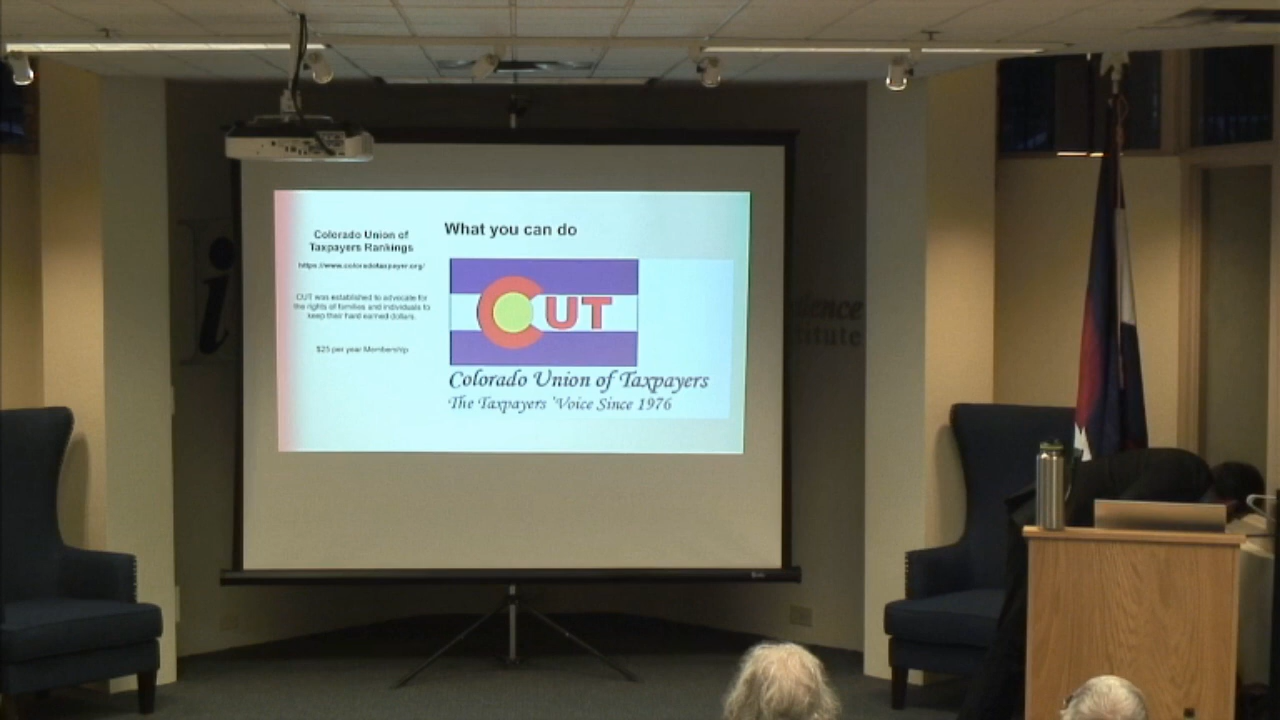 What you can do
Colorado Union of
Taxpayers Rankings
https://www.coloradotaxpayer.org/
CUT was established to advocate for
the rights of families and individuals to
keep their hard earned dollars.
$25 per year Membership
CUT
Colorado Union of Taxpayers
The Taxpayers 'Voice Since 1976